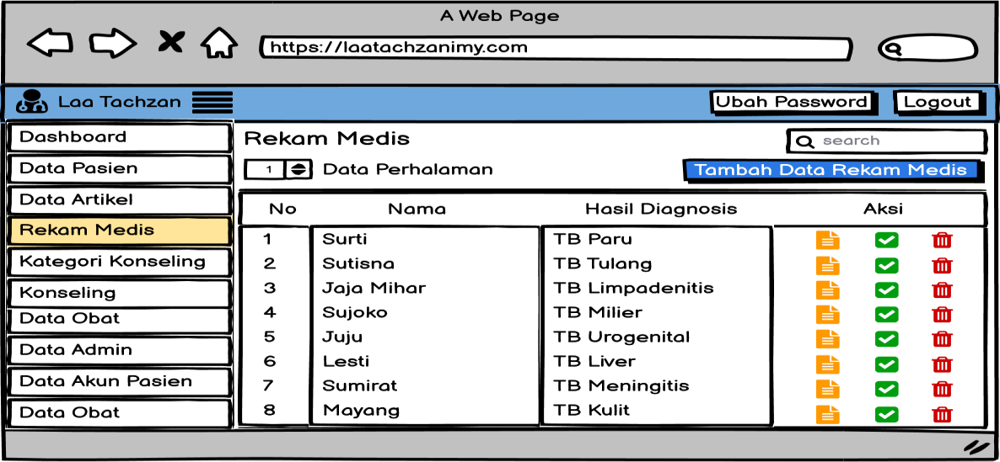 A Web Page
https://laatachzanimy.com
Laa Tachzan
Ubah Password
Logout
Dashboard
Data Pasien
Data Artikel
Rekam Medis
Kategori Konseling
Konseling
Data Obat
Data Admin
Data Akun Pasien
Data Obat
Rekam Medis
search
1 Data Perhalaman
Tambah Data Rekam Medis
No Nama Hasil Diagnosis Aksi
1 Surti TB Paru
2 Sutisna TB Tulang
3 Jaja Mihar TB Limpadenitis
4 Sujoko TB Milier
5 Juju TB Urogenital
6 Lesti TB Liver
7 Sumirat TB Meningitis
8 Mayang TB Kulit